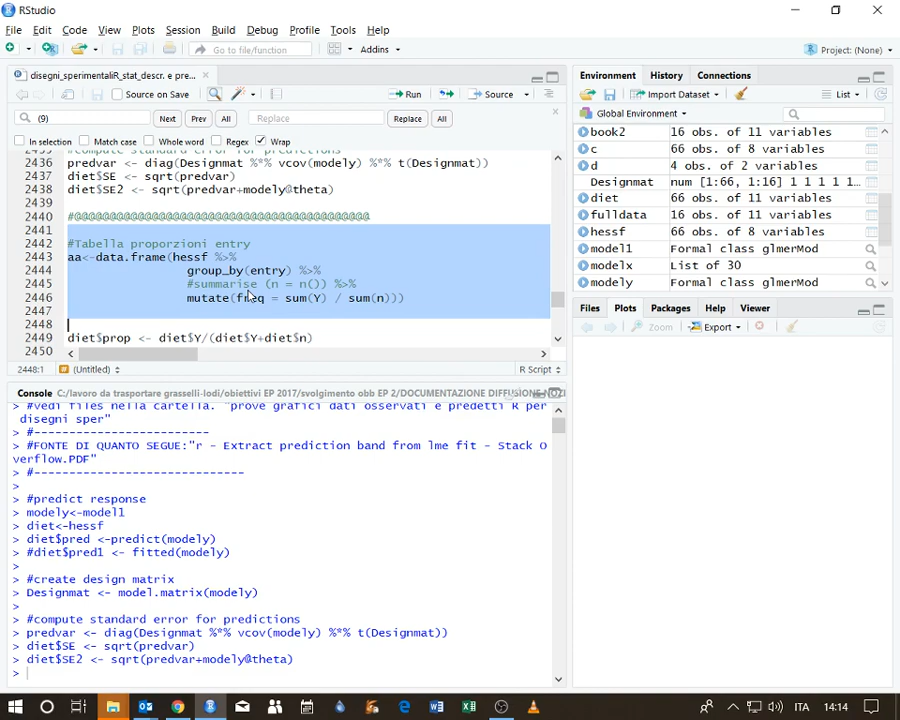 RStudio
File Edit Code View Plots Session Build Debug Profile Tools Help
Go to file/function
Addins
Project: (None)
disegni_sperimentaliR_stat_descr. e pre...
Source on Save
Run
Source
(9)
Next
Prev
All
Replace
Replace
All
In selection
Match case
Whole word
Regex
Wrap
2436 predvar <- diag(Designmat %*% vcov(modely) %*% t(Designmat))
2437 diet$SE <- sqrt(predvar)
2438 diet$SE2 <- sqrt(predvar+modely@theta)
2439
2440
2441
2442 #Tabella proporzioni entry
2443 aa<-data.frame(hessf %>%
2444 group_by(entry) %>%
2445 #summarise (n = n()) %>%
2446 mutate(freq = sum(Y) / sum(n)))
2447
2448
2449 diet$prop <- diet$Y/(diet$Y+diet$n)
2450
2448:1
(Untitled)
R Script
Console C:/lavoro da trasportare grasselli-lodi/obiettivi EP 2017/svolgimento obb EP 2/DOCUMENTAZIONE
> #vedi files nella cartella. "prove grafici dati osservati e predetti R per
disegni sper"
> #-------------------------
> #FONTE DI QUANTO SEGUE:"r - Extract prediction band from lme fit - Stack O
verflow.PDF"
> #-----------------------------
>
> #predict response
> modely<-model1
> diet<-hessf
> diet$pred <-predict(modely)
> #diet$pred1 <- fitted(modely)
>
> #create design matrix
> Designmat <- model.matrix(modely)
>
> #compute standard error for predictions
> predvar <- diag(Designmat %*% vcov(modely) %*% t(Designmat))
> diet$SE <- sqrt(predvar)
> diet$SE2 <- sqrt(predvar+modely@theta)
>
Environment History Connections
Import Dataset
List
Global Environment
book2 16 obs. of 11 variables
c 66 obs. of 8 variables
d 4 obs. of 2 variables
Designmat num [1:66, 1:16] 1 1 1 1 1...
diet 66 obs. of 11 variables
fulldata 16 obs. of 11 variables
hessf 66 obs. of 8 variables
model1 Formal class glmerMod
modelx List of 30
modely Formal class glmerMod
Files Plots Packages Help Viewer
Zoom
Export
ITA
14:14